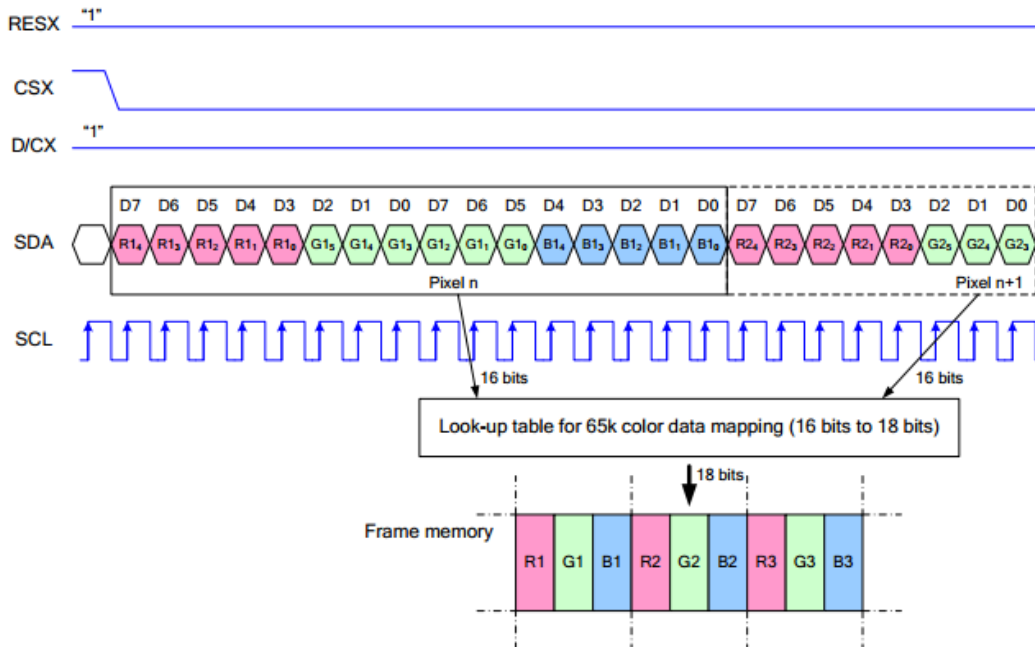 RESX "1"
CSX
D/CX "1"
D7 D6 D5 D4 D3 D2 D1 D0 D7 D6 D5 D4 D3 D2 D1 D0 D7 D6 D5 D4 D3 D2 D1 D0
SDA R1₄ R1₃ R1₂ R1₁ R1₀ G1₅ G1₄ G1₃ G1₂ G1₁ G1₀ B1₄ B1₃ B1₂ B1₁ B1₀ R2₄ R2₃ R2₂ R2₁ R2₀ G2₅ G2₄ G2₃
Pixel n Pixel n+1
SCL
16 bits 16 bits
Look-up table for 65k color data mapping (16 bits to 18 bits)
18 bits
Frame memory
R1 G1 B1 R2 G2 B2 R3 G3 B3